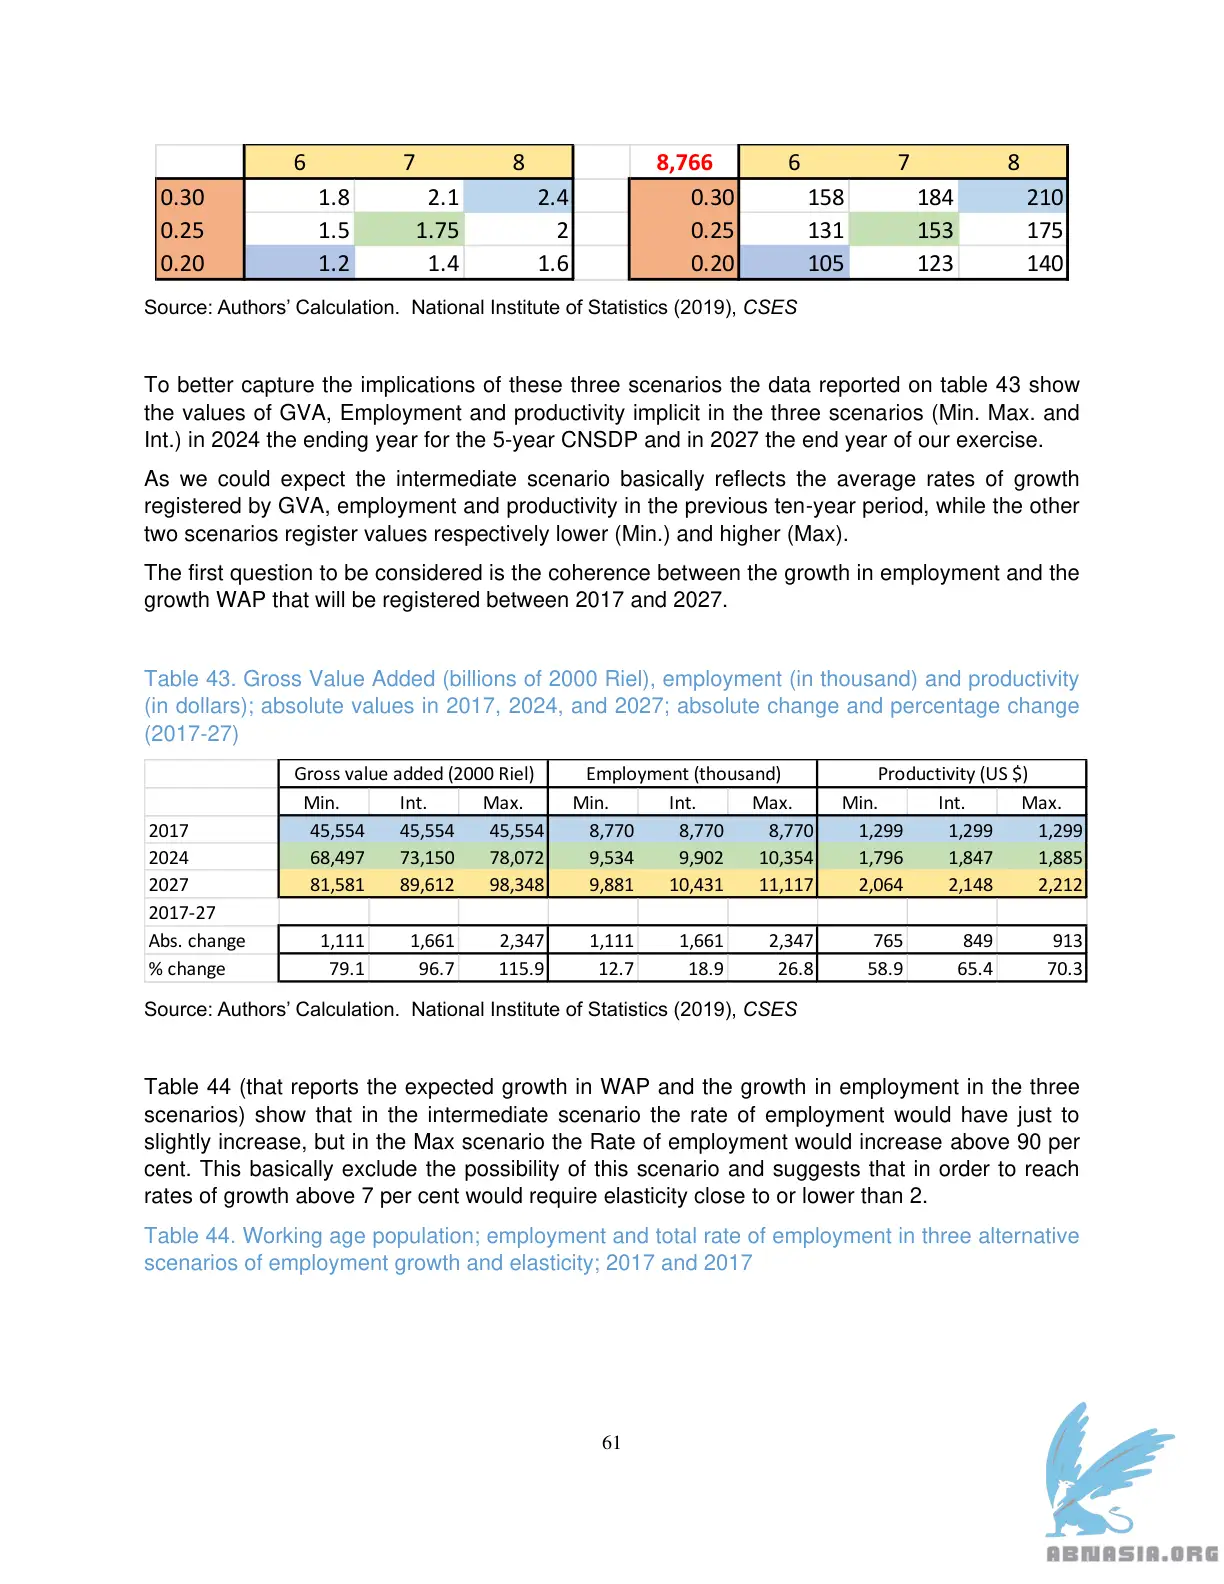 6 7 8 8,766 6 7 8
0.30 1.8 2.1 2.4 0.30 158 184 210
0.25 1.5 1.75 2 0.25 131 153 175
0.20 1.2 1.4 1.6 0.20 105 123 140
Source: Authors’ Calculation.  National Institute of Statistics (2019), CSES
To better capture the implications of these three scenarios the data reported on table 43 show
the values of GVA, Employment and productivity implicit in the three scenarios (Min. Max. and
Int.) in 2024 the ending year for the 5-year CNSDP and in 2027 the end year of our exercise.
As we could expect the intermediate scenario basically reflects the average rates of growth
registered by GVA, employment and productivity in the previous ten-year period, while the other
two scenarios register values respectively lower (Min.) and higher (Max).
The first question to be considered is the coherence between the growth in employment and the
growth WAP that will be registered between 2017 and 2027.
Table 43. Gross Value Added (billions of 2000 Riel), employment (in thousand) and productivity
(in dollars); absolute values in 2017, 2024, and 2027; absolute change and percentage change
(2017-27)
Gross value added (2000 Riel) Employment (thousand) Productivity (US $)
Min. Int. Max. Min. Int. Max. Min. Int. Max.
2017 45,554 45,554 45,554 8,770 8,770 8,770 1,299 1,299 1,299
2024 68,497 73,150 78,072 9,534 9,902 10,354 1,796 1,847 1,885
2027 81,581 89,612 98,348 9,881 10,431 11,117 2,064 2,148 2,212
2017-27
Abs. change 1,111 1,661 2,347 1,111 1,661 2,347 765 849 913
% change 79.1 96.7 115.9 12.7 18.9 26.8 58.9 65.4 70.3
Source: Authors’ Calculation.  National Institute of Statistics (2019), CSES
Table 44 (that reports the expected growth in WAP and the growth in employment in the three
scenarios) show that in the intermediate scenario the rate of employment would have just to
slightly increase, but in the Max scenario the Rate of employment would increase above 90 per
cent. This basically exclude the possibility of this scenario and suggests that in order to reach
rates of growth above 7 per cent would require elasticity close to or lower than 2.
Table 44. Working age population; employment and total rate of employment in three alternative
scenarios of employment growth and elasticity; 2017 and 2017
61
ABNASIA.ORG